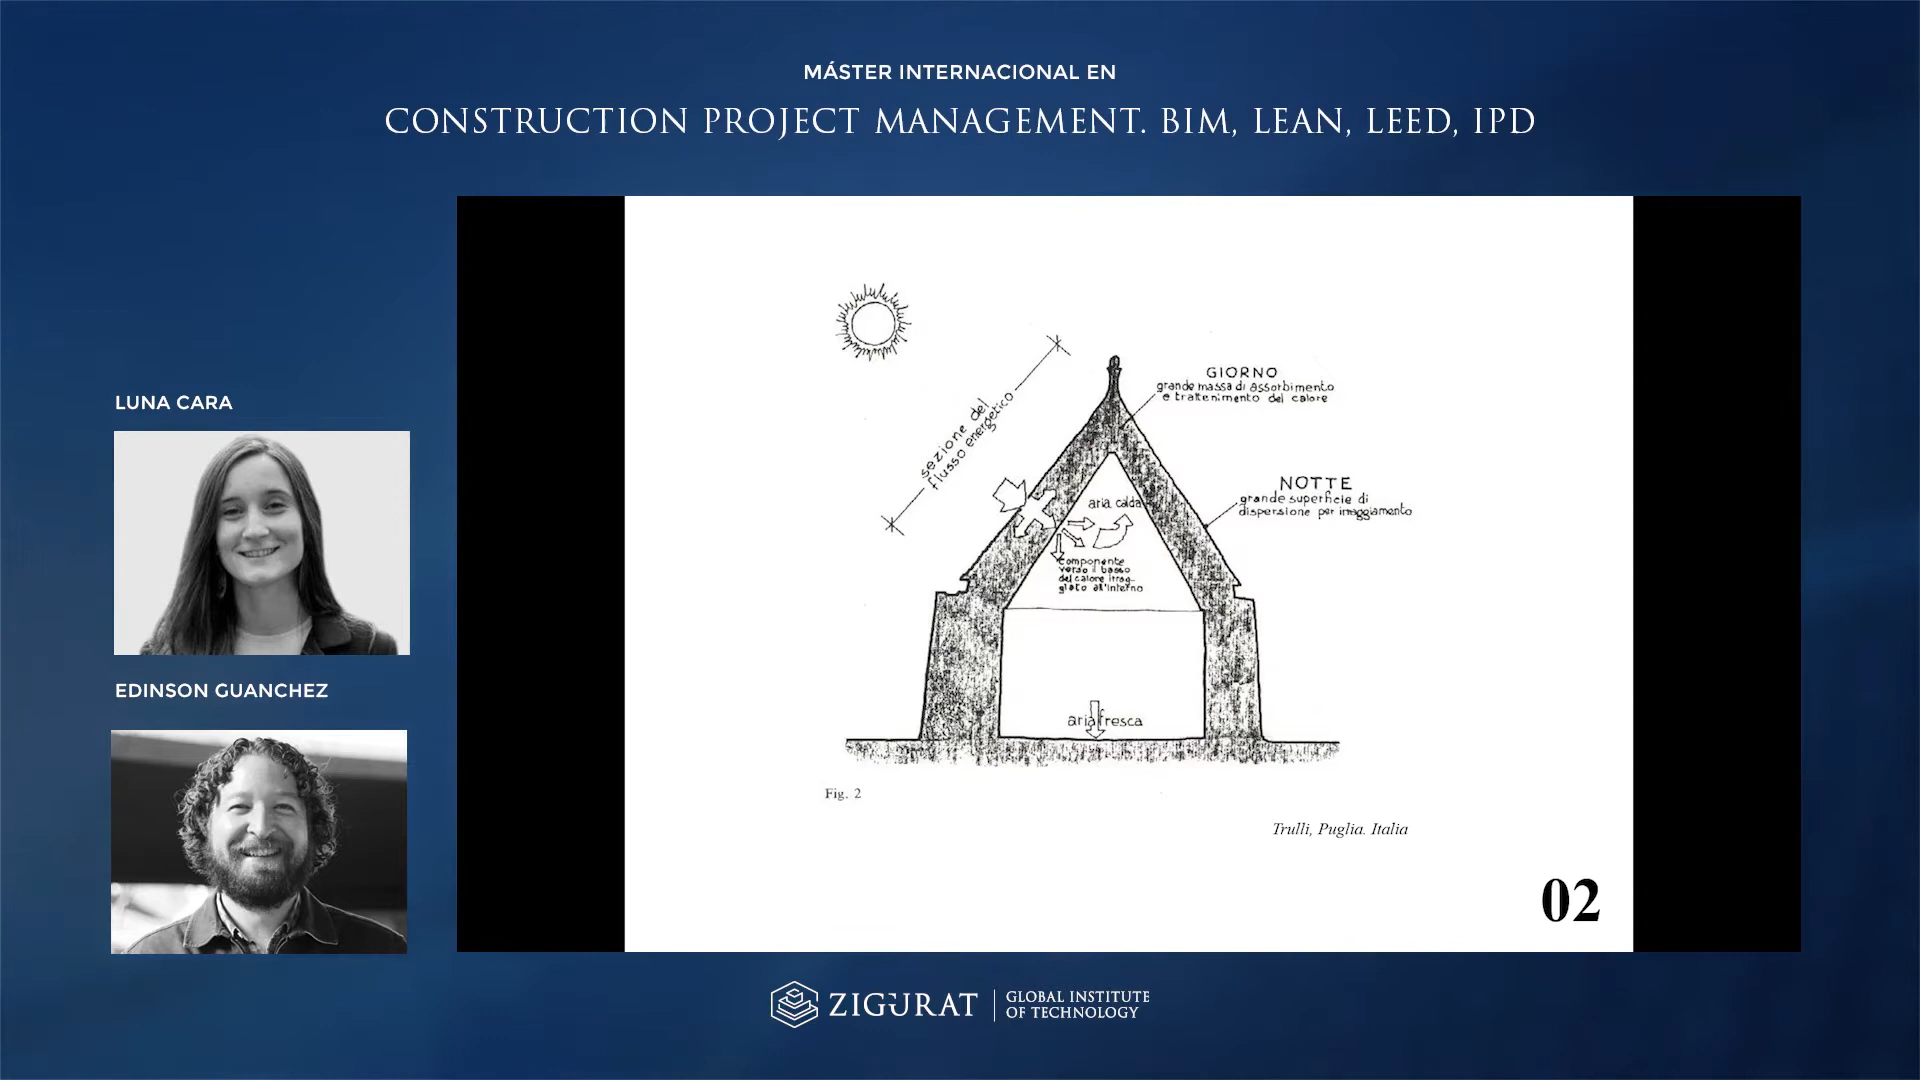 MÁSTER INTERNACIONAL EN
CONSTRUCTION PROJECT MANAGEMENT. BIM, LEAN, LEED, IPD
LUNA CARA
EDINSON GUANCHEZ
sezione del
flusso energetico
GIORNO
grande massa di assorbimento
e trattenimento del calore
NOTTE
grande superficie di
dispersione per irraggiamento
aria calda
componente
verso il basso
del calore irrag-
giato all'interno
aria fresca
Fig. 2
Trulli, Puglia. Italia
02
ZIGURAT
GLOBAL INSTITUTE
OF TECHNOLOGY